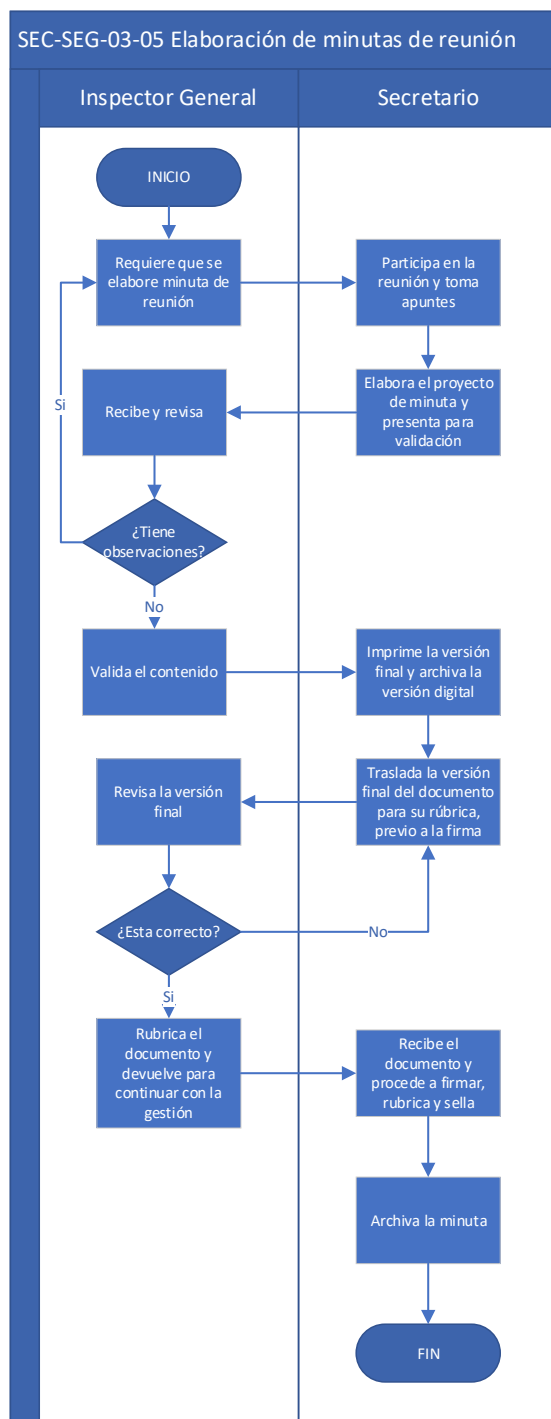 SEC-SEG-03-05 Elaboración de minutas de reunión
Inspector General
Secretario
INICIO
Requiere que se
elabore minuta de
reunión
Participa en la
reunión y toma
apuntes
Si
Recibe y revisa
Elabora el proyecto
de minuta y
presenta para
validación
¿Tiene
observaciones?
No
Valida el contenido
Imprime la versión
final y archiva la
versión digital
Revisa la versión
final
Traslada la versión
final del documento
para su rúbrica,
previo a la firma
¿Esta correcto?
No
Si
Rubrica el
documento y
devuelve para
continuar con la
gestión
Recibe el
documento y
procede a firmar,
rubrica y sella
Archiva la minuta
FIN